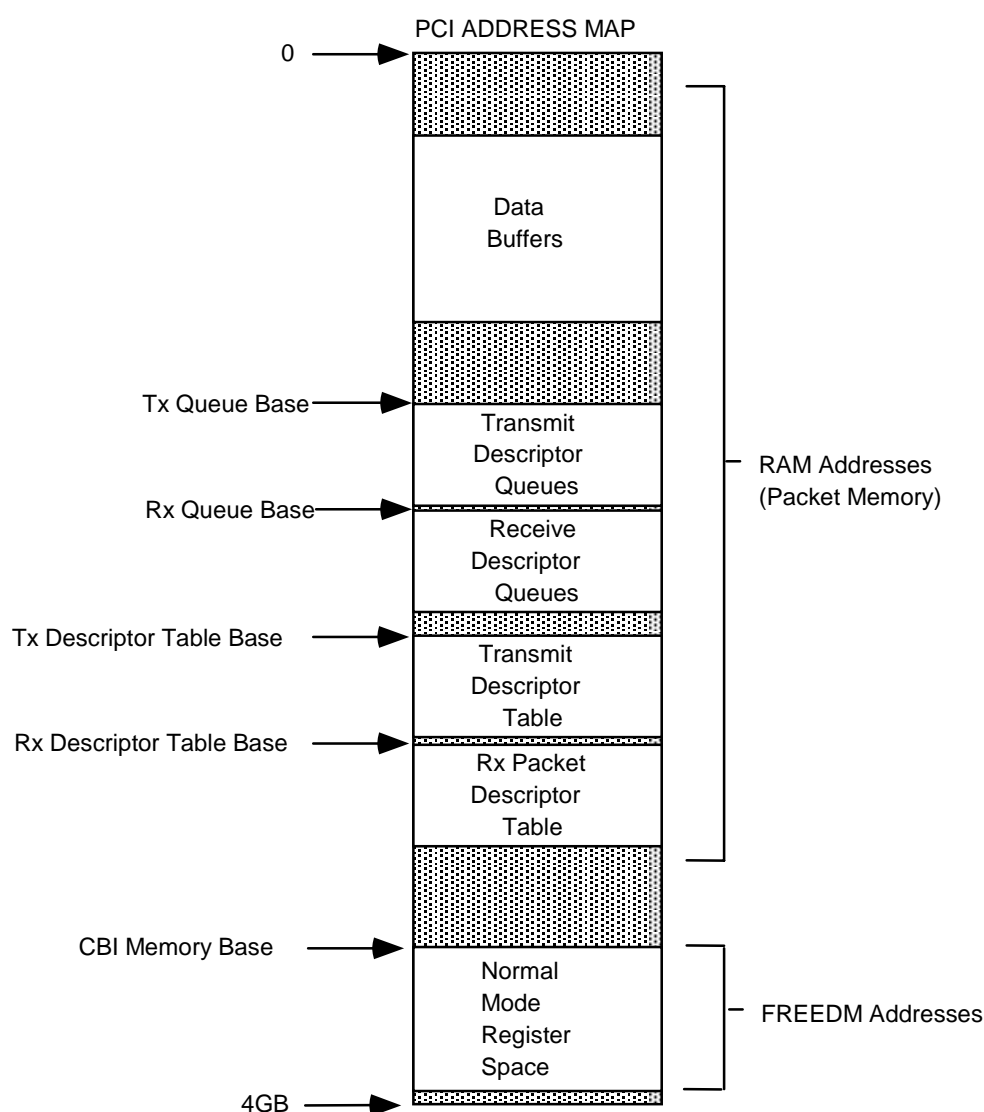 PCI ADDRESS MAP
0
Data
Buffers
Tx Queue Base
Transmit
Descriptor
Queues
RAM Addresses
(Packet Memory)
Rx Queue Base
Receive
Descriptor
Queues
Tx Descriptor Table Base
Transmit
Descriptor
Table
Rx Descriptor Table Base
Rx Packet
Descriptor
Table
CBI Memory Base
Normal
Mode
Register
Space
FREEDM Addresses
4GB